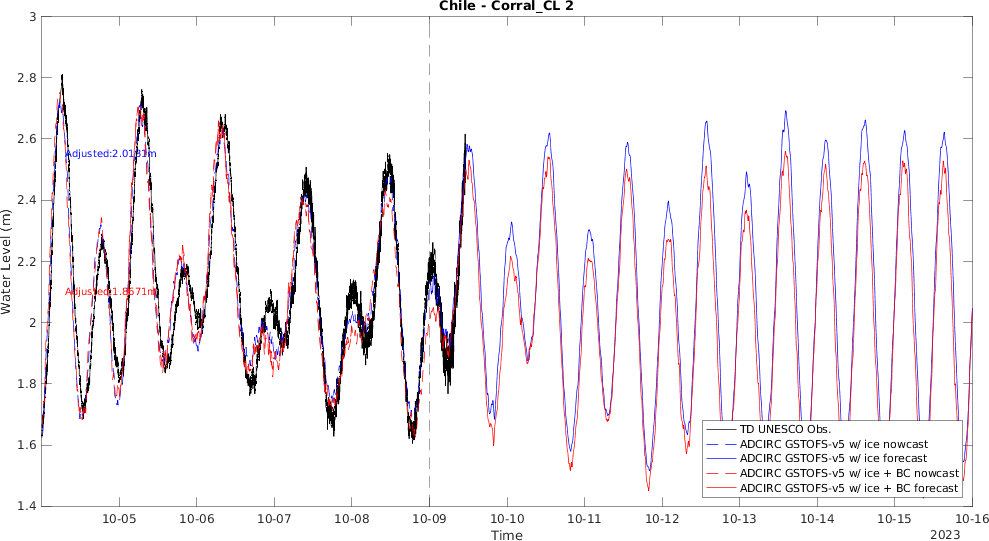 Chile - Corral_CL 2
Water Level (m)
3
2.8
2.6
2.4
2.2
2
1.8
1.6
1.4
Adjusted:2.0131m
Adjusted:1.8571m
TD UNESCO Obs.
ADCIRC GSTOFS-v5 w/ ice nowcast
ADCIRC GSTOFS-v5 w/ ice forecast
ADCIRC GSTOFS-v5 w/ ice + BC nowcast
ADCIRC GSTOFS-v5 w/ ice + BC forecast
10-05 10-06 10-07 10-08 10-09 10-10 10-11 10-12 10-13 10-14 10-15 10-16
Time
2023